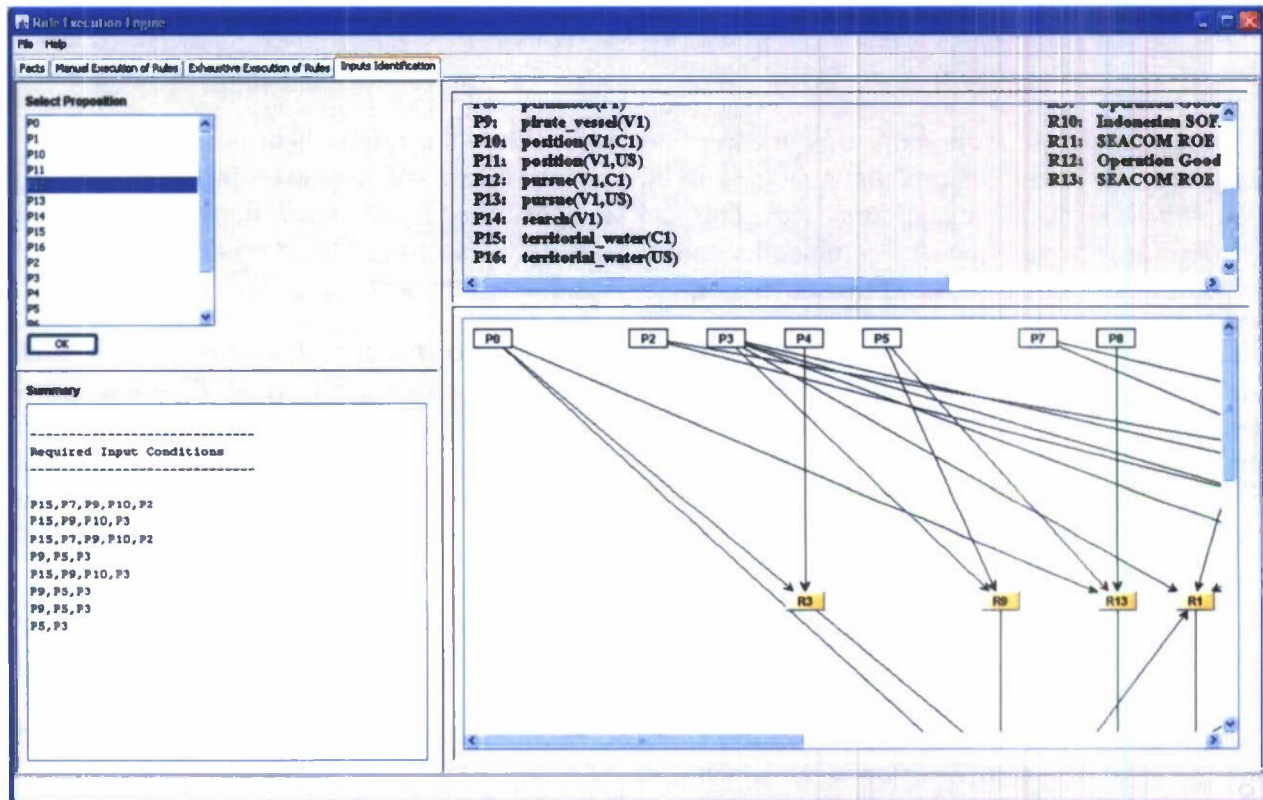 Rule Execution Engine
File Help
Facts Manual Execution of Rules Exhaustive Execution of Rules Inputs Identification
Select Proposition
P0
P1
P10
P11
P13
P14
P15
P16
P2
P3
P4
P5
OK
Summary
------------------------------
Required Input Conditions
------------------------------
P15,P7,P9,P10,P2
P15,P9,P10,P3
P15,P7,P9,P10,P2
P9,P5,P3
P15,P9,P10,P3
P9,P5,P3
P9,P5,P3
P5,P3
Operation Good
P9: pirate_vessel(V1) R10: Indonesian SOF
P10: position(V1,C1) R11: SEACOM ROE
P11: position(V1,US) R12: Operation Good
P12: pursue(V1,C1) R13: SEACOM ROE
P13: pursue(V1,US)
P14: search(V1)
P15: territorial_water(C1)
P16: territorial_water(US)
P0 P2 P3 P4 P5 P7 P8
R3 R9 R13 R1